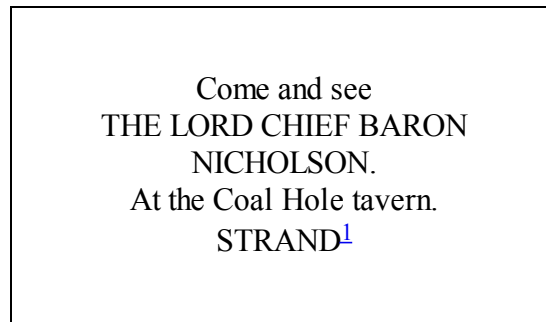 Come and see
THE LORD CHIEF BARON
NICHOLSON.
At the Coal Hole tavern.
STRAND1